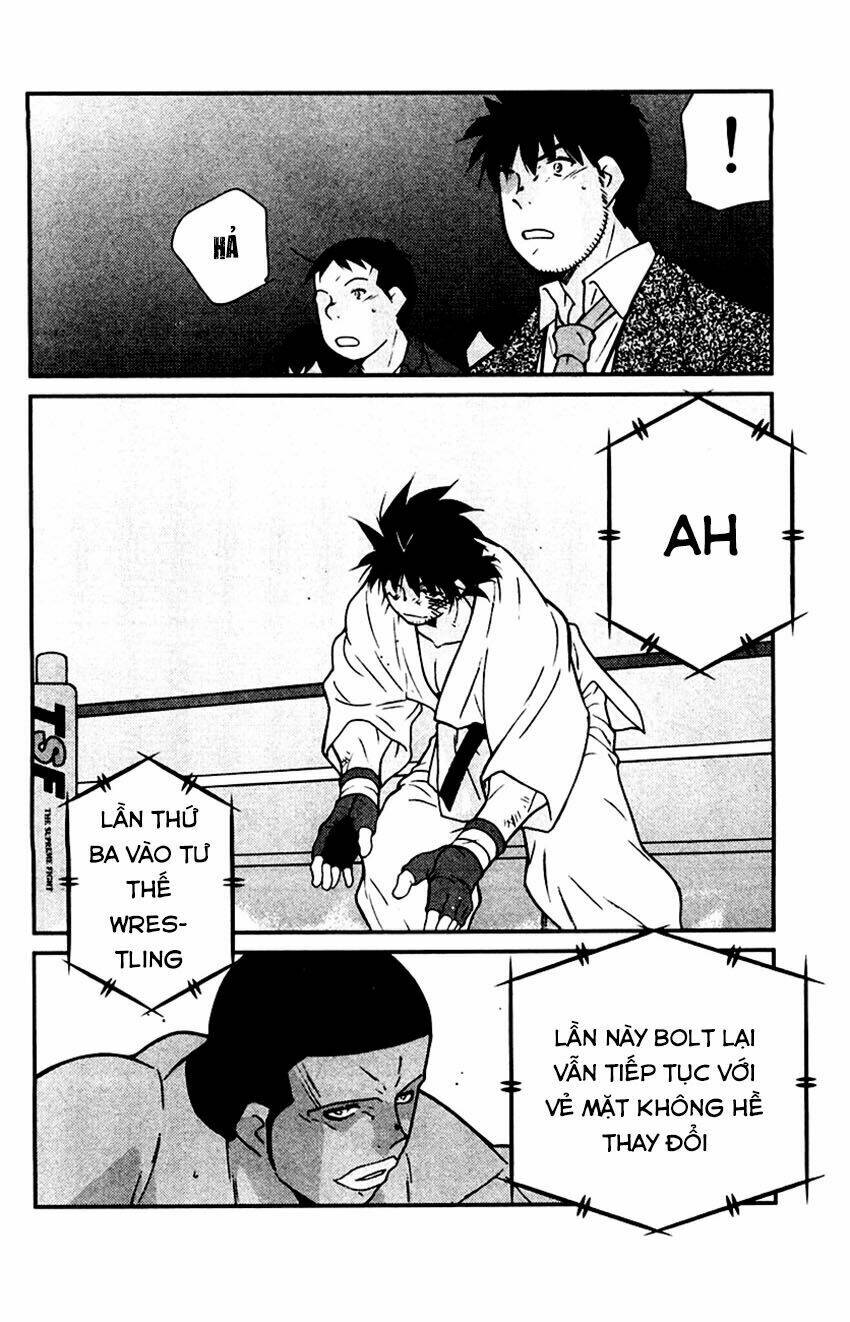 !
HẢ
AH
TSF
THE SUPREME FIGHT
LẦN THỨ
BA VÀO TƯ
THẾ
WRES-
TLING
LẦN NÀY BOLT LẠI
VẪN TIẾP TỤC VỚI
VẺ MẶT KHÔNG HỀ
THAY ĐỔI